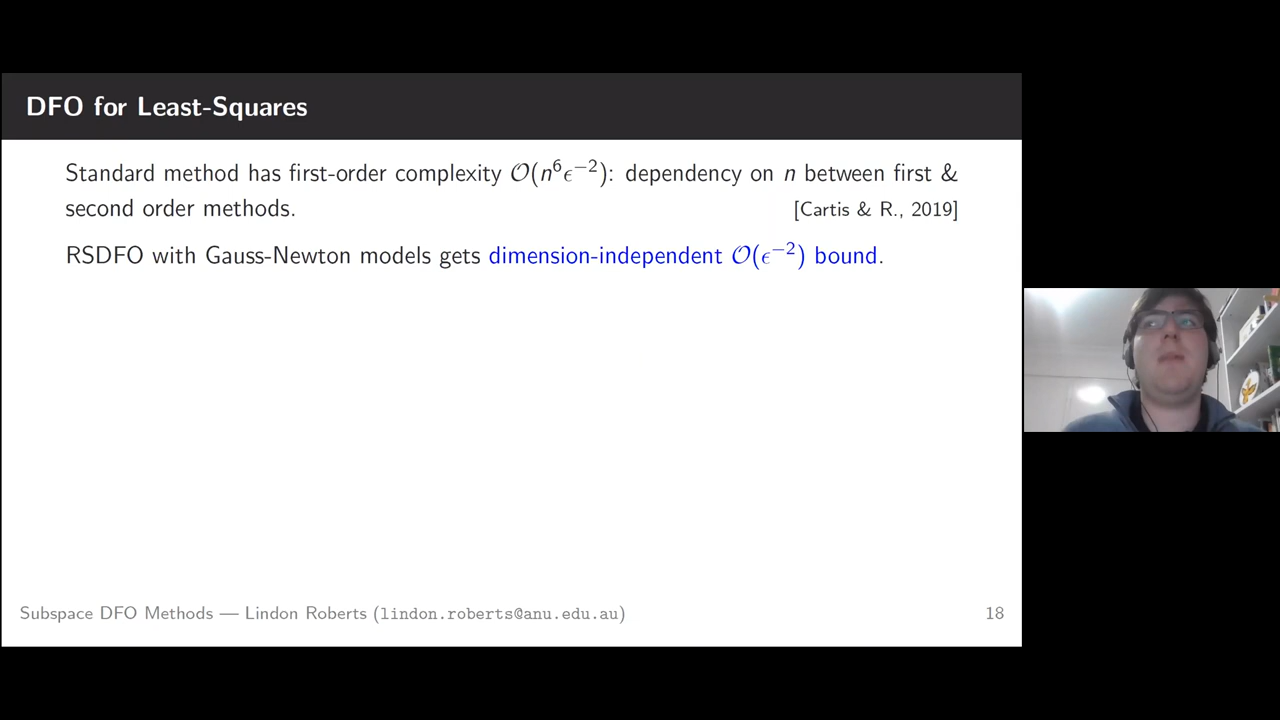 DFO for Least-Squares
Standard method has first-order complexity 𝒪(n⁶ϵ⁻²): dependency on n between first &
second order methods. [Cartis & R., 2019]
RSDFO with Gauss-Newton models gets dimension-independent 𝒪(ϵ⁻²) bound.
Subspace DFO Methods — Lindon Roberts (lindon.roberts@anu.edu.au) 18